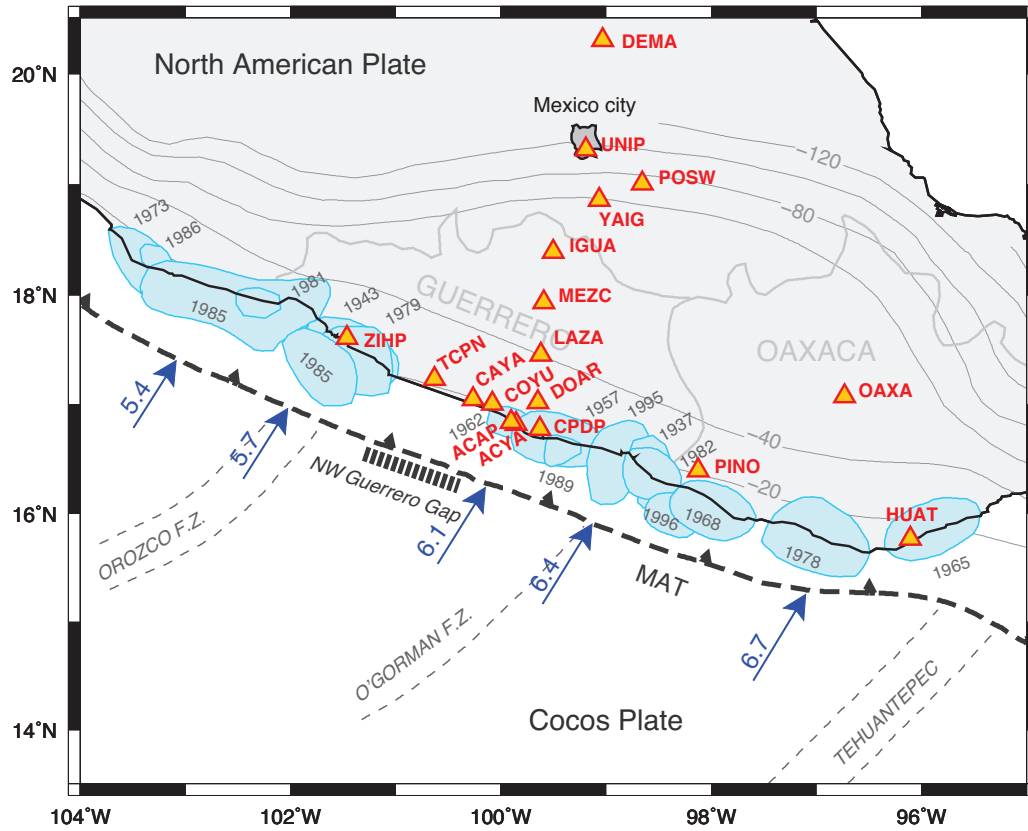 DEMA
20°N
North American Plate
Mexico city
UNIP
−120
POSW
−80
YAIG
1973
1986
IGUA
18°N
1981
1943
1979
1985
GUERRERO
MEZC
LAZA
OAXACA
ZIHP
TCPN
CAYA
COYU
DOAR
1985
5.4
5.7
1962
ACAP
ACYA
CPDP
1957
1995
1937
1982
OAXA
−40
PINO
−20
NW Guerrero Gap
1989
1996
1968
HUAT
16°N
OROZCO F.Z.
6.1
6.4
1978
1965
MAT
O'GORMAN F.Z.
6.7
14°N
Cocos Plate
TEHUANTEPEC
104°W
102°W
100°W
98°W
96°W